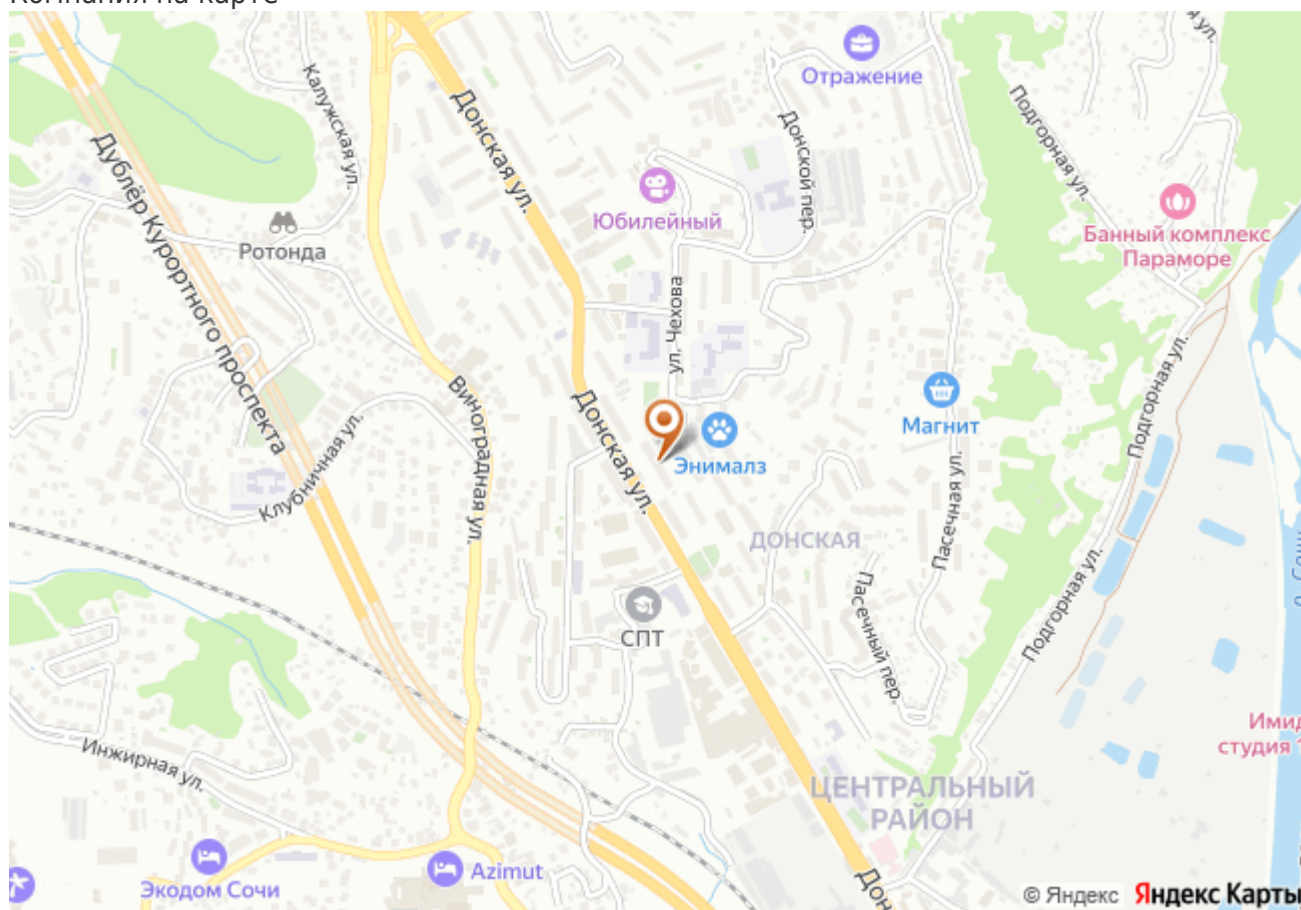 Компания на карте
Отражение
Калужская ул.
Донская ул.
Донской пер.
Подгорная ул.
ул.
Дублёр Курортного проспекта
Юбилейный
Ротонда
Банный комплекс
Параморе
ул. Чехова
Виноградная ул.
Донская ул.
Магнит
Энималз
Клубничная ул.
Подгорная ул.
Пасечная ул.
ДОНСКАЯ
Пасечный пер.
Подгорная ул.
СПТ
Инжирная ул.
Имид
студия
ЦЕНТРАЛЬНЫЙ
РАЙОН
Экодом Сочи
Azimut
Дон
© Яндекс Яндекс Карты